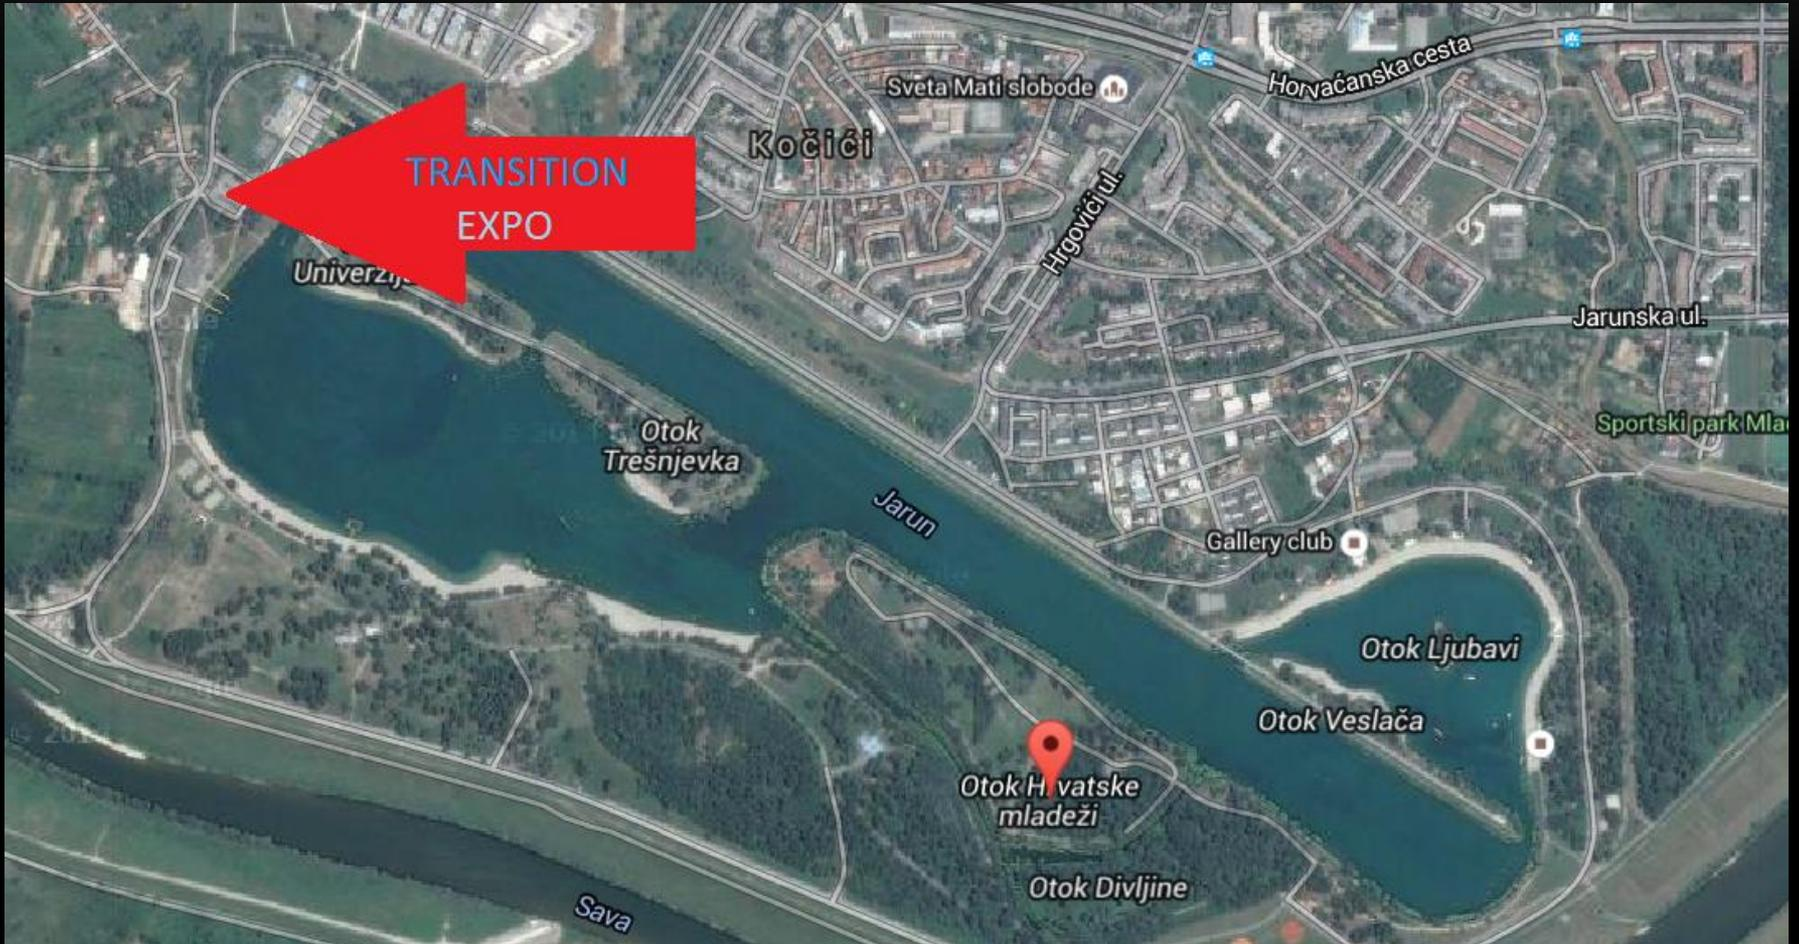 Horvaćanska cesta
Sveta Mati slobode
Kočići
TRANSITION
EXPO
Hrgovići ul.
Jarunska ul.
Sportski park Mla
Otok
Trešnjevka
Jarun
Gallery club
Otok Ljubavi
Otok Veslača
Otok Hrvatske
mladeži
Otok Divljine
Sava